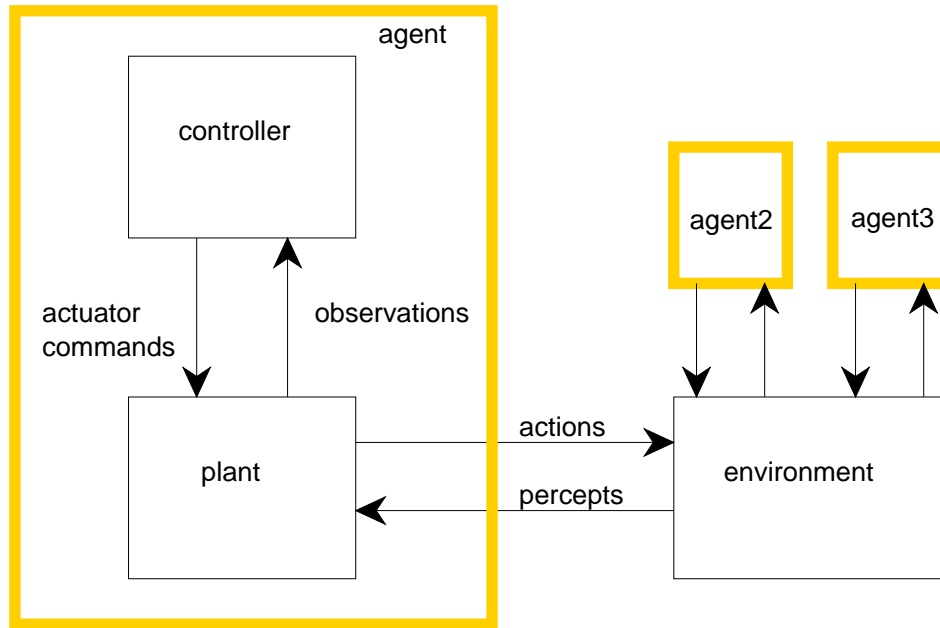 agent
controller
agent2
agent3
actuator
commands
observations
actions
plant
environment
percepts